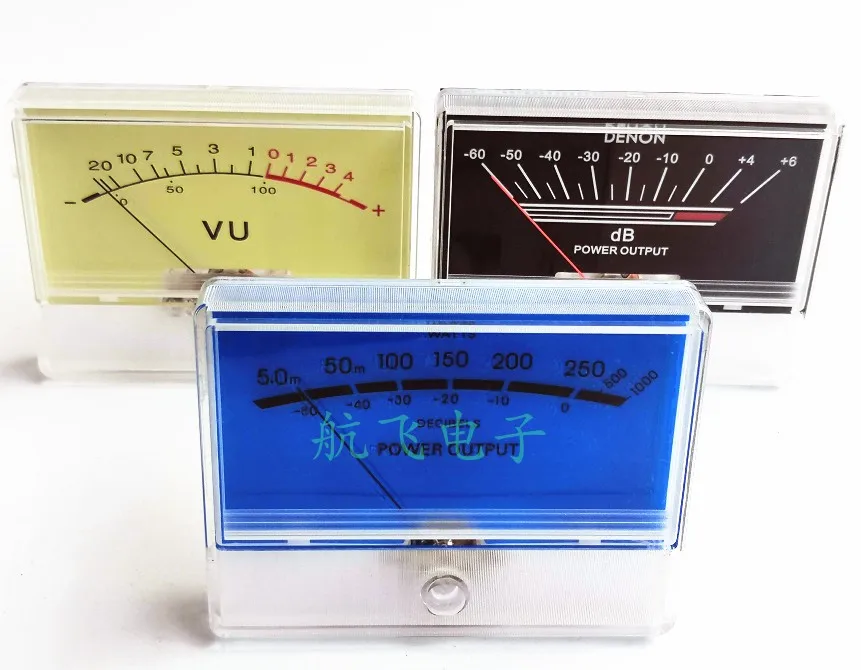 20 10 7 5 3 1 0 1 2 3 4
- 0 50 100 +
VU
DENON
-60 -50 -40 -30 -20 -10 0 +4 +6
dB
POWER OUTPUT
WATTS
5.0m 50m 100 150 200 250 500 1000
-40 -30 -20 -10 0
DECIBELS
航飞电子
POWER OUTPUT